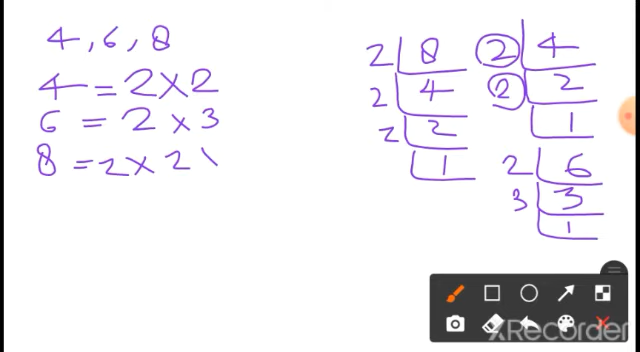 4, 6, 8
4 = 2 × 2
6 = 2 × 3
8 = 2 × 2 \
2 8
2 4
2 2
1
2 4
2 2
1
2 6
3 3
1
XRecorder